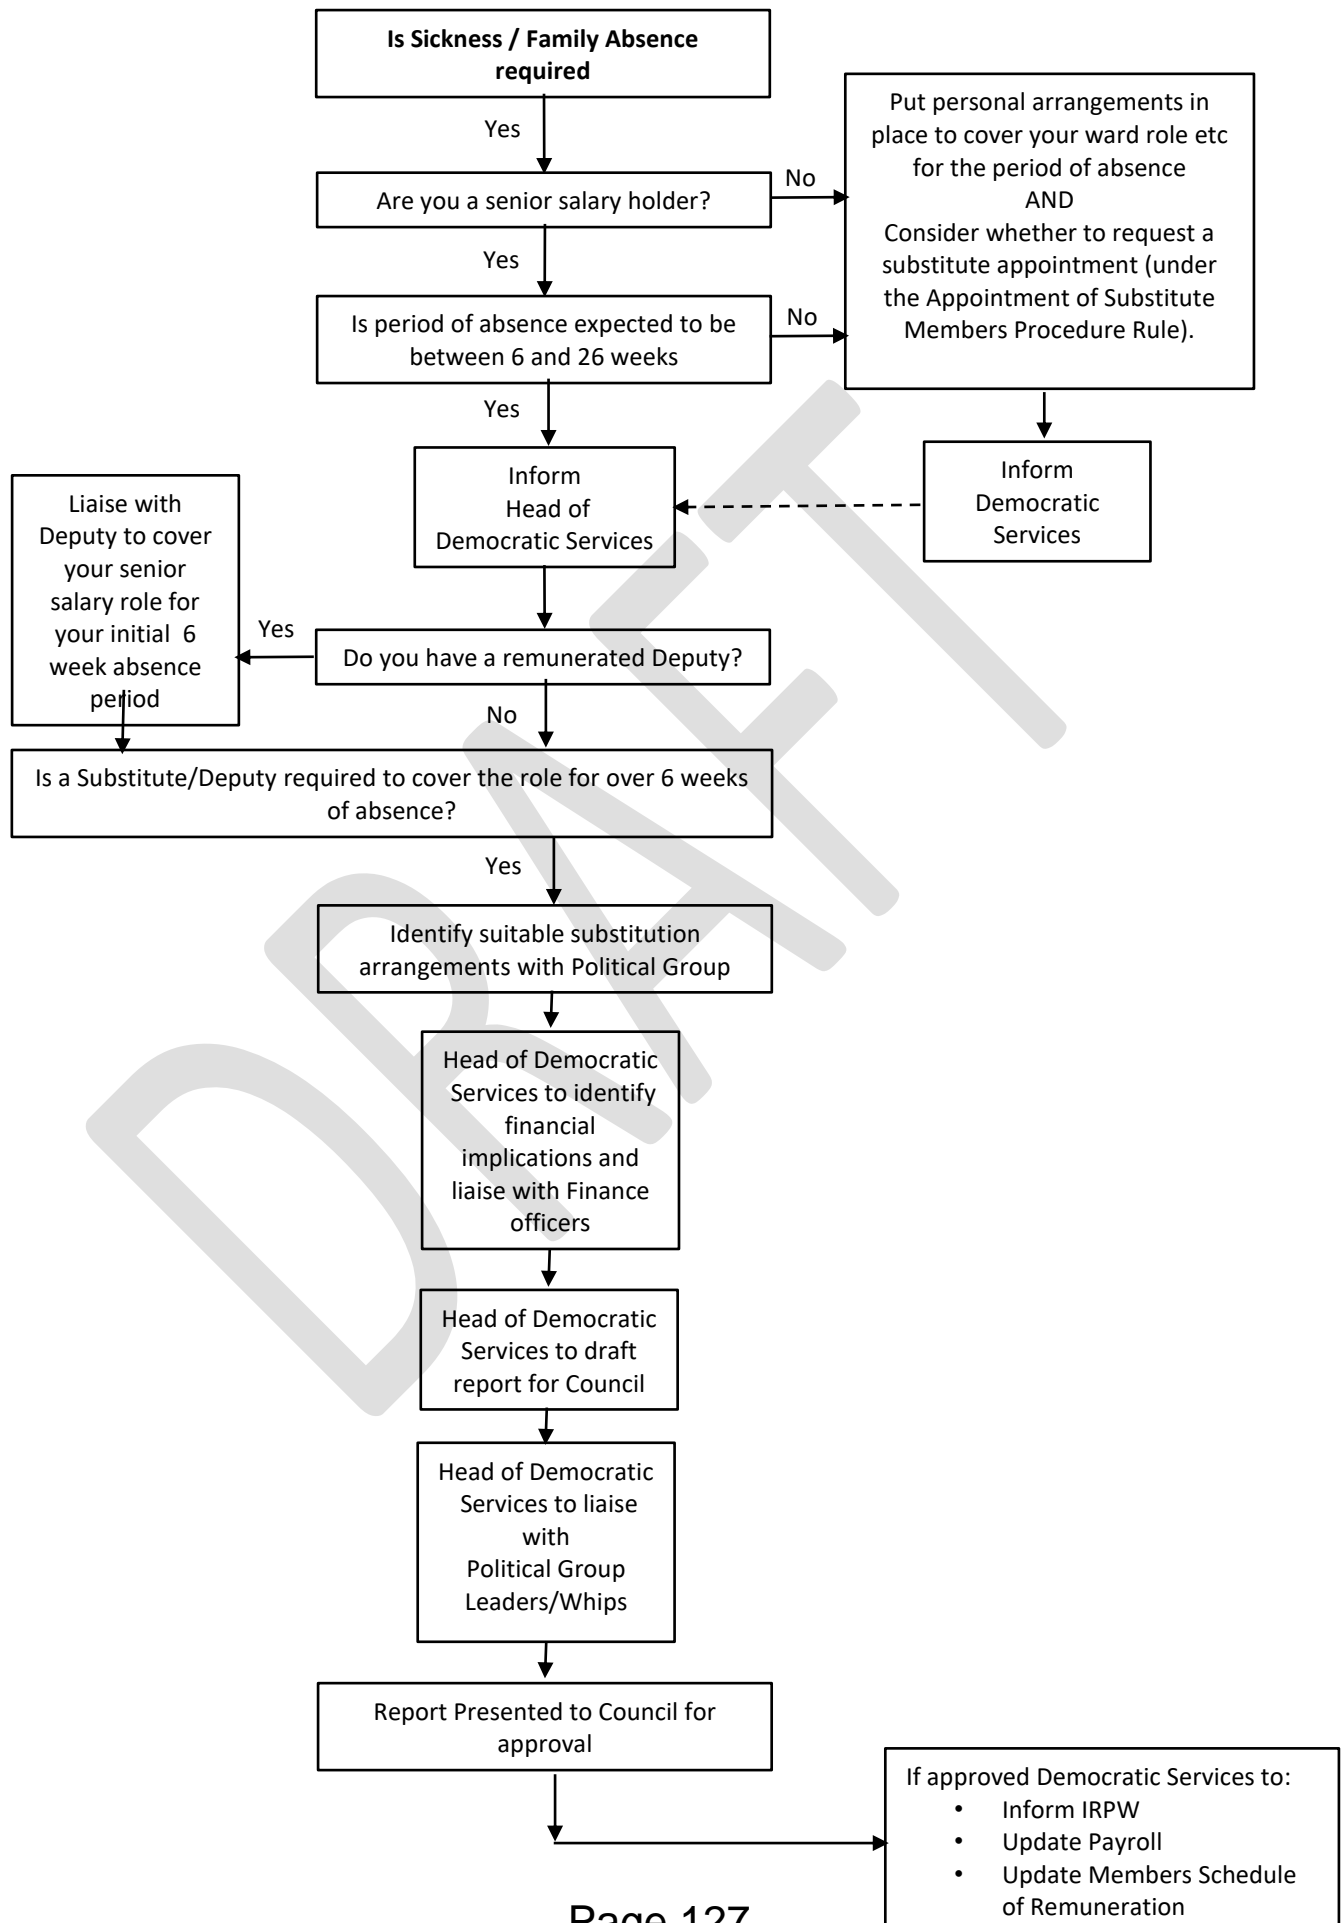 Is Sickness / Family Absence
required
Yes
Put personal arrangements in
place to cover your ward role etc
for the period of absence
AND
Consider whether to request a
substitute appointment (under
the Appointment of Substitute
Members Procedure Rule).
Are you a senior salary holder?
No
Yes
Is period of absence expected to be
between 6 and 26 weeks
No
Yes
Inform
Head of
Democratic Services
Inform
Democratic
Services
Liaise with
Deputy to cover
your senior
salary role for
your initial 6
week absence
period
Yes
Do you have a remunerated Deputy?
No
Is a Substitute/Deputy required to cover the role for over 6 weeks
of absence?
Yes
Identify suitable substitution
arrangements with Political Group
Head of Democratic
Services to identify
financial
implications and
liaise with Finance
officers
Head of Democratic
Services to draft
report for Council
Head of Democratic
Services to liaise
with
Political Group
Leaders/Whips
Report Presented to Council for
approval
If approved Democratic Services to:
• Inform IRPW
• Update Payroll
• Update Members Schedule
of Remuneration
Page 127
DRAFT